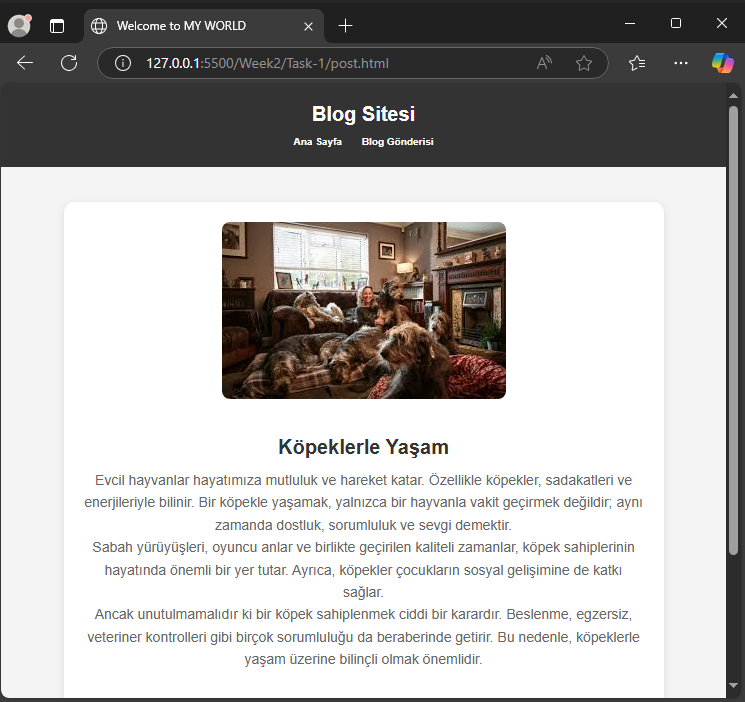 Welcome to MY WORLD
127.0.0.1:5500/Week2/Task-1/post.html
Blog Sitesi
Ana Sayfa Blog Gönderisi
Köpeklerle Yaşam
Evcil hayvanlar hayatımıza mutluluk ve hareket katar. Özellikle köpekler, sadakatleri ve
enerjileriyle bilinir. Bir köpekle yaşamak, yalnızca bir hayvanla vakit geçirmek değildir; aynı
zamanda dostluk, sorumluluk ve sevgi demektir.
Sabah yürüyüşleri, oyuncu anlar ve birlikte geçirilen kaliteli zamanlar, köpek sahiplerinin
hayatında önemli bir yer tutar. Ayrıca, köpekler çocukların sosyal gelişimine de katkı
sağlar.
Ancak unutulmamalıdır ki bir köpek sahiplenmek ciddi bir karardır. Beslenme, egzersiz,
veteriner kontrolleri gibi birçok sorumluluğu da beraberinde getirir. Bu nedenle, köpeklerle
yaşam üzerine bilinçli olmak önemlidir.